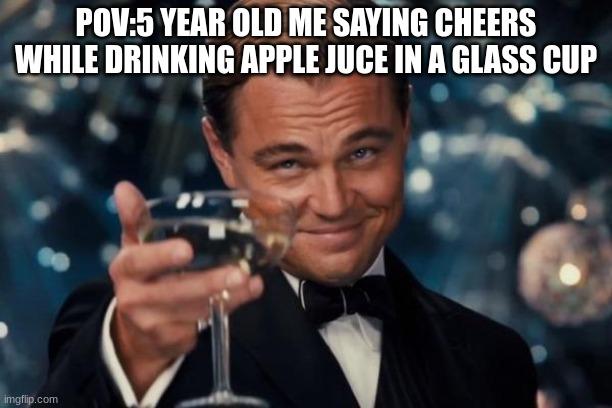 POV:5 YEAR OLD ME SAYING CHEERS
WHILE DRINKING APPLE JUCE IN A GLASS CUP
imgflip.com